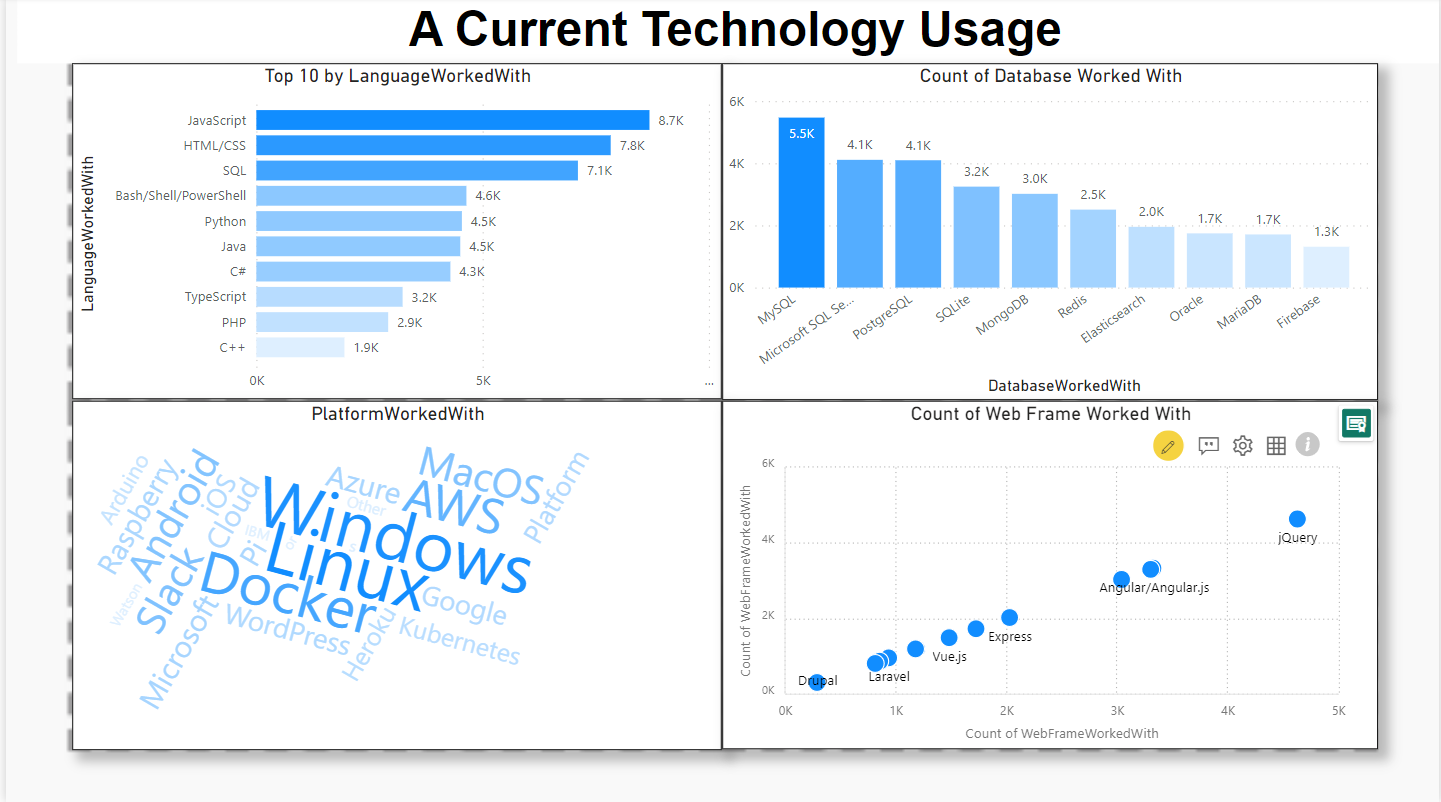 A Current Technology Usage
Top 10 by LanguageWorkedWith
LanguageWorkedWith
JavaScript 8.7K
HTML/CSS 7.8K
SQL 7.1K
Bash/Shell/PowerShell 4.6K
Python 4.5K
Java 4.5K
C# 4.3K
TypeScript 3.2K
PHP 2.9K
C++ 1.9K
0K 5K ...
Count of Database Worked With
6K
4K
2K
0K
5.5K 4.1K 4.1K 3.2K 3.0K 2.5K 2.0K 1.7K 1.7K 1.3K
MySQL
Microsoft SQL Se...
PostgreSQL
SQLite
MongoDB
Redis
Elasticsearch
Oracle
MariaDB
Firebase
DatabaseWorkedWith
PlatformWorkedWith
Arduino
Raspberry
Android
iOS
Cloud
IBM
Pi
Slack
Watson
Microsoft
Windows
Linux
Docker
WordPress
Heroku
Kubernetes
Google
Azure
Other
AWS
MacOS
Platform
Count of Web Frame Worked With
Count of WebFrameWorkedWith
6K
4K
2K
0K
jQuery
Angular/Angular.js
Express
Vue.js
Laravel
Drupal
0K 1K 2K 3K 4K 5K
Count of WebFrameWorkedWith